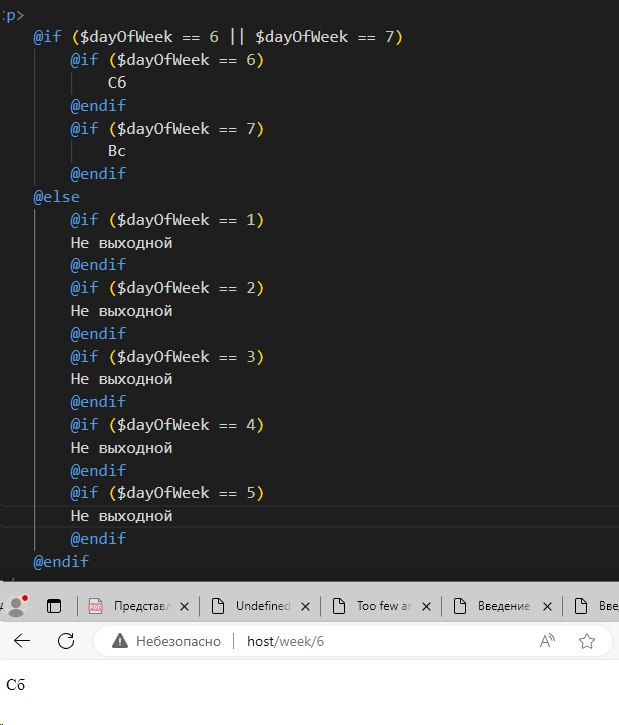 <p>
@if ($dayOfWeek == 6 || $dayOfWeek == 7)
@if ($dayOfWeek == 6)
Сб
@endif
@if ($dayOfWeek == 7)
Вс
@endif
@else
@if ($dayOfWeek == 1)
Не выходной
@endif
@if ($dayOfWeek == 2)
Не выходной
@endif
@if ($dayOfWeek == 3)
Не выходной
@endif
@if ($dayOfWeek == 4)
Не выходной
@endif
@if ($dayOfWeek == 5)
Не выходной
@endif
@endif
Представл Undefined Too few ar Введение Вве
Небезопасно host/week/6
Сб